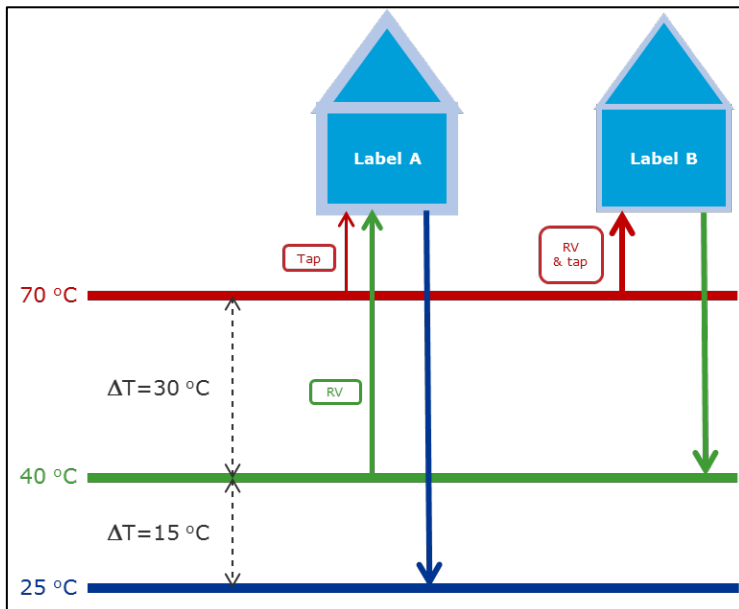 Label A
Label B
Tap
RV
& tap
70 °C
ΔT=30 °C
RV
40 °C
ΔT=15 °C
25 °C